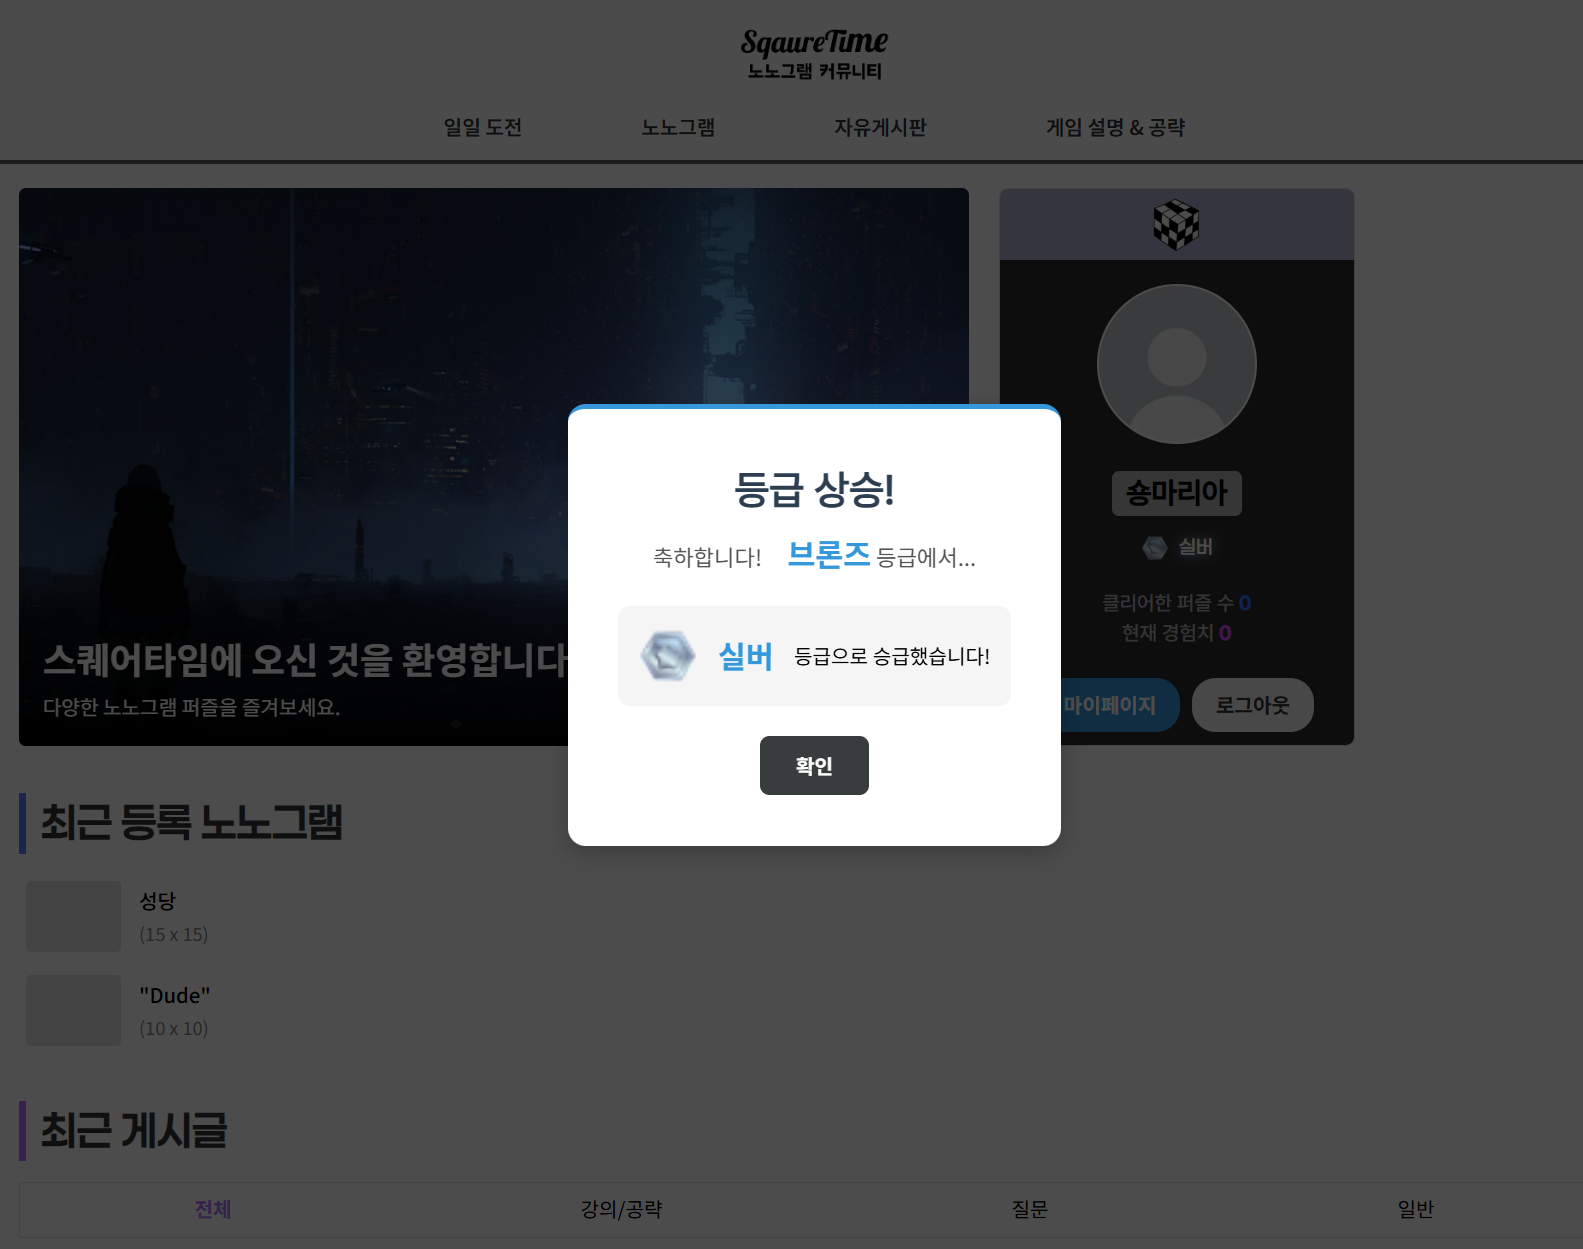 SqaureTime
노노그램 커뮤니티
일일 도전
노노그램
자유게시판
게임 설명 & 공략
스퀘어타임에 오신 것을 환영합니다
다양한 노노그램 퍼즐을 즐겨보세요.
숑마리아
실버
클리어한 퍼즐 수 0
현재 경험치 0
마이페이지
로그아웃
등급 상승!
축하합니다! 브론즈 등급에서...
실버 등급으로 승급했습니다!
확인
최근 등록 노노그램
성당
(15 x 15)
"Dude"
(10 x 10)
최근 게시글
전체
강의/공략
질문
일반